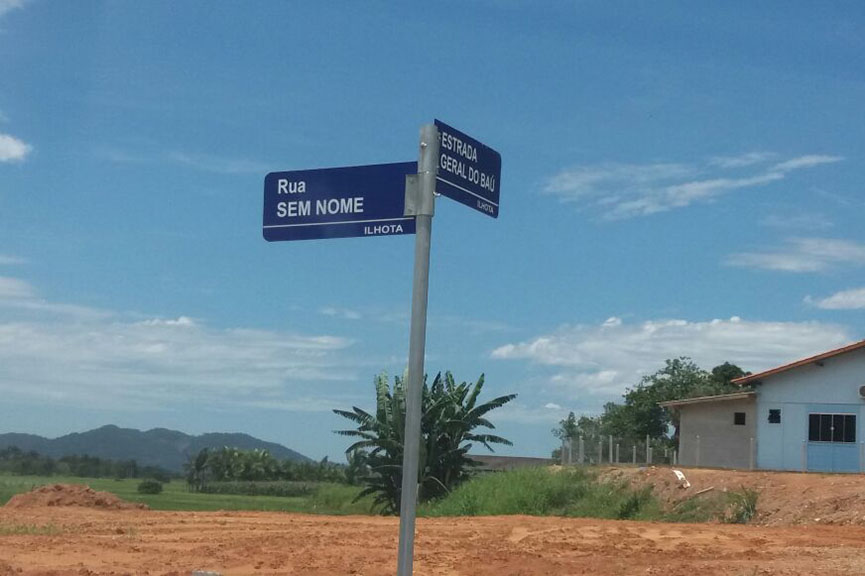 Rua
SEM NOME
ILHOTA
ESTRADA
GERAL DO BAÚ
ILHOTA